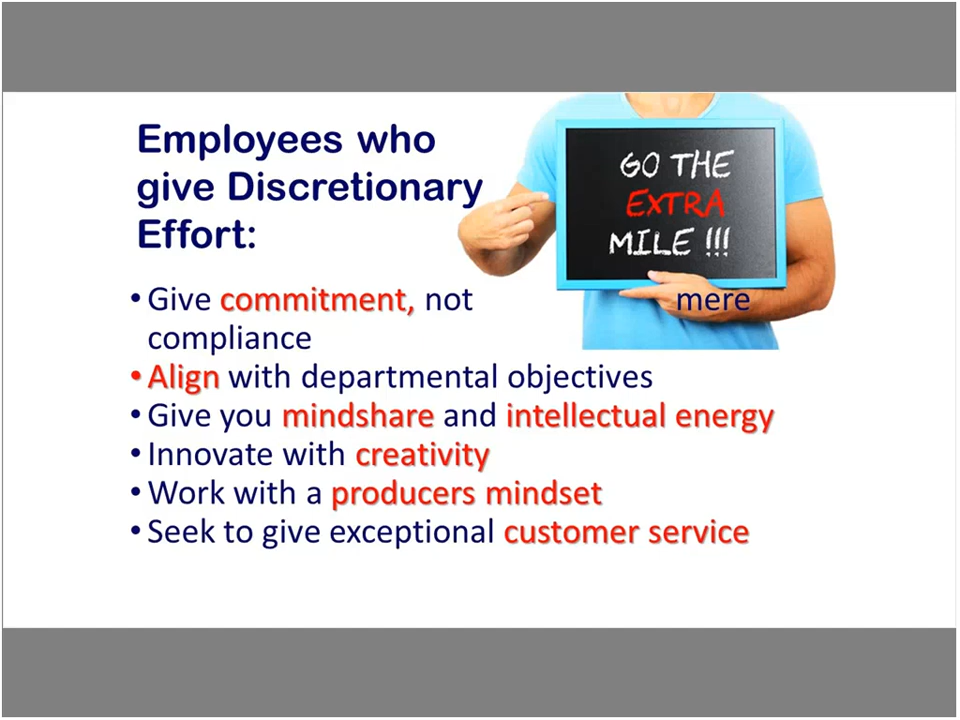 Employees who
give Discretionary
Effort:
GO THE
EXTRA
MILE !!!
• Give commitment, not mere
compliance
• Align with departmental objectives
• Give you mindshare and intellectual energy
• Innovate with creativity
• Work with a producers mindset
• Seek to give exceptional customer service